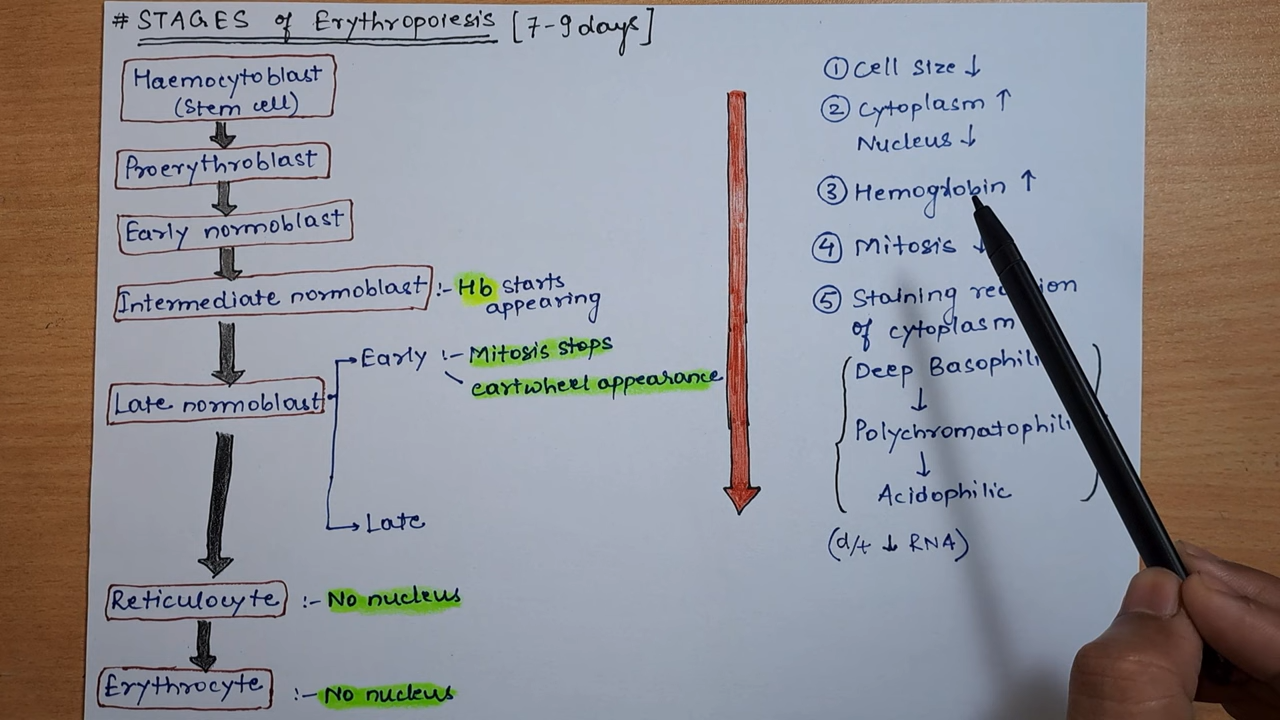 # STAGES of Erythropoiesis [7-9 days]
Haemocytoblast
(Stem cell)
Proerythroblast
Early normoblast
Intermediate normoblast :- Hb starts
appearing
Late normoblast
Early :- Mitosis stops
cartwheel appearance
Late
Reticulocyte :- No nucleus
Erythrocyte :- No nucleus
① Cell size ↓
② Cytoplasm ↑
Nucleus ↓
③ Hemoglobin ↑
④ Mitosis ↓
⑤ Staining
of cytoplasm
Deep
↓
↓
Acidophilic
(d/t ↓ RNA)